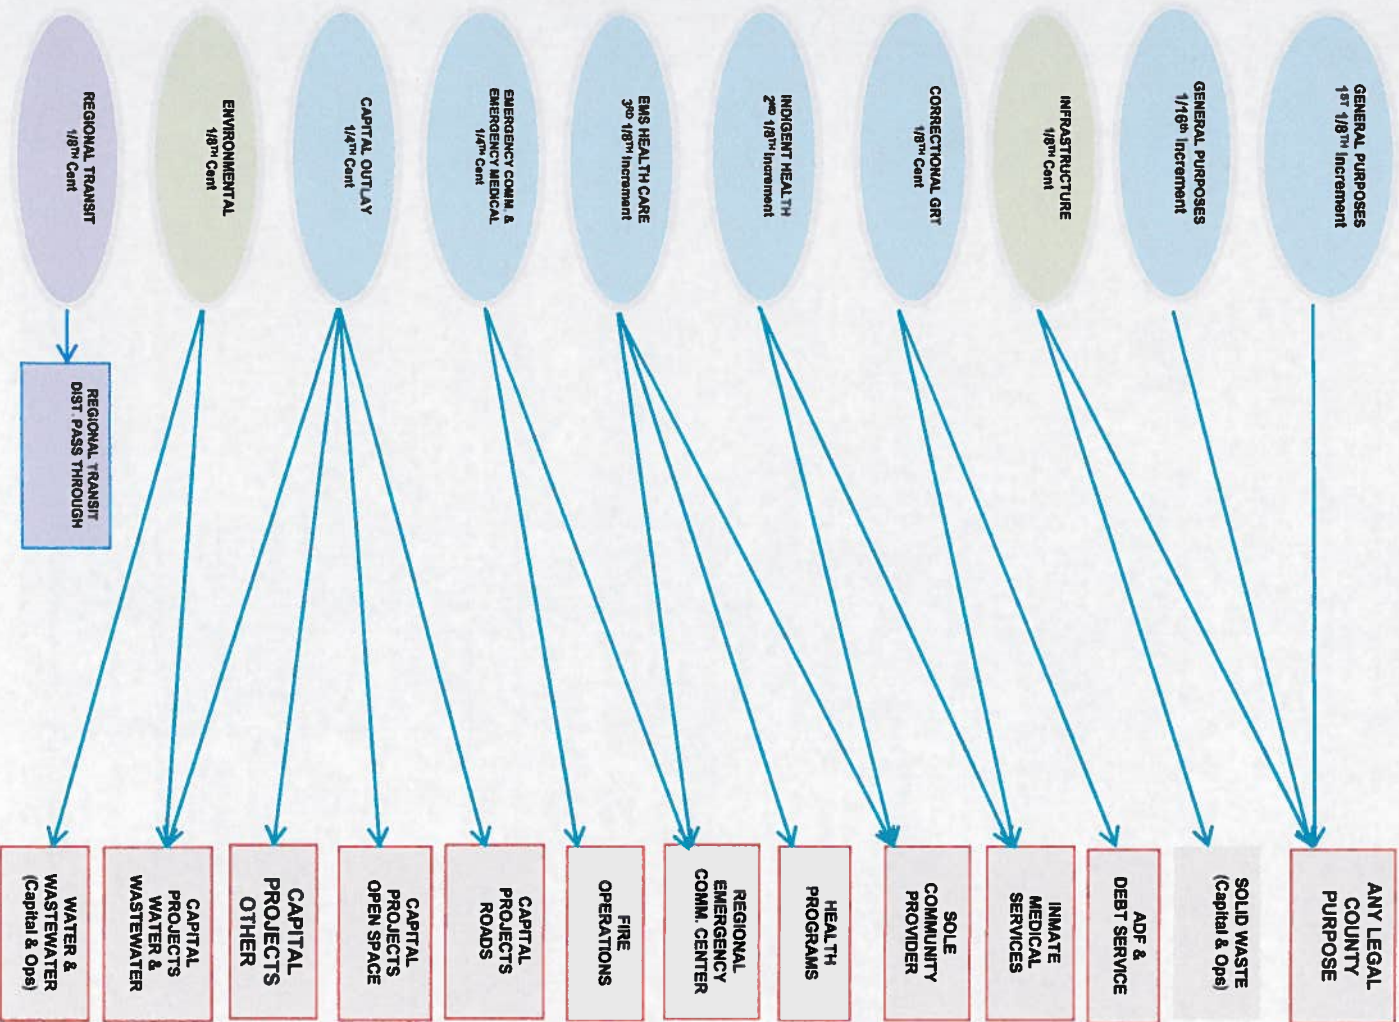 GENERAL PURPOSES
1ST 1/8TH Increment
GENERAL PURPOSES
1/16th Increment
INFRASTRUCTURE
1/8TH Cent
CORRECTIONAL GRT
1/8TH Cent
INDIGENT HEALTH
2ND 1/8TH Increment
EMS HEALTH CARE
3RD 1/8TH Increment
EMERGENCY COMM. &
EMERGENCY MEDICAL
1/4TH Cent
CAPITAL OUTLAY
1/4TH Cent
ENVIRONMENTAL
1/8TH Cent
REGIONAL TRANSIT
1/8TH Cent
REGIONAL TRANSIT
DIST. PASS THROUGH
ANY LEGAL
COUNTY
PURPOSE
SOLID WASTE
(Capital & Ops)
ADF &
DEBT SERVICE
INMATE
MEDICAL
SERVICES
SOLE
COMMUNITY
PROVIDER
HEALTH
PROGRAMS
REGIONAL
EMERGENCY
COMM. CENTER
FIRE
OPERATIONS
CAPITAL
PROJECTS
ROADS
CAPITAL
PROJECTS
OPEN SPACE
CAPITAL
PROJECTS
OTHER
CAPITAL
PROJECTS
WATER &
WASTEWATER
WATER &
WASTEWATER
(Capital & Ops)